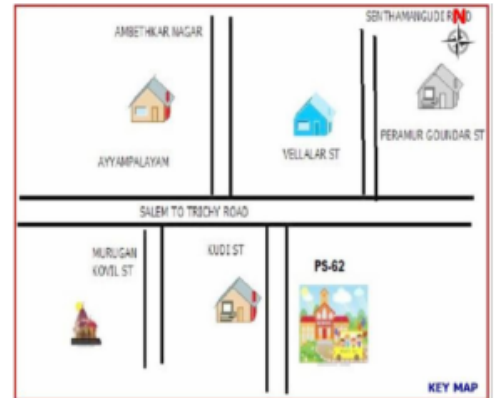 SENTHAMANGUDI ROAD
N
AMBETHKAR NAGAR
PERAMUR GOUNDAR ST
VELLALAR ST
AYYAMPALAYAM
SALEM TO TRICHY ROAD
MURUGAN
KOVIL ST
KUDI ST
PS-62
KEY MAP